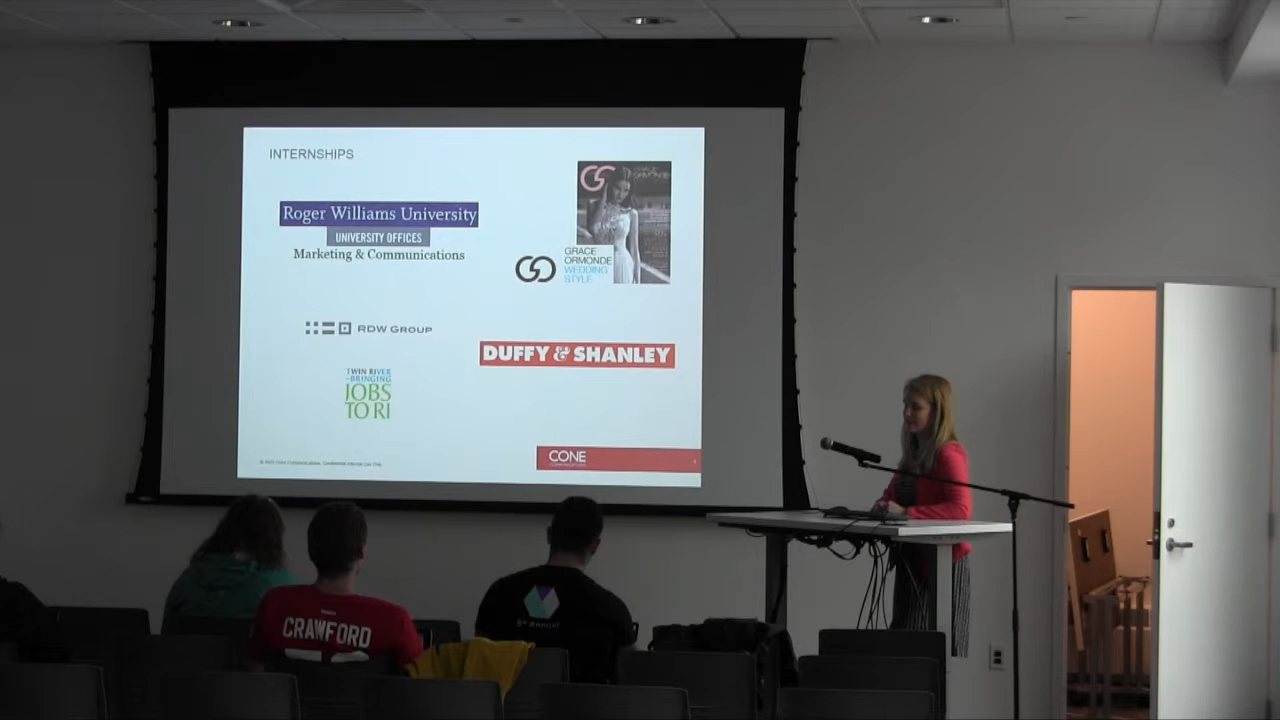 INTERNSHIPS
Roger Williams University
UNIVERSITY OFFICES
Marketing & Communications
GRACE
ORMONDE
WEDDING
STYLE
RDW GROUP
DUFFY & SHANLEY
TWIN RIVER
–BRINGING
JOBS
TO RI
CONE
CRAWFORD